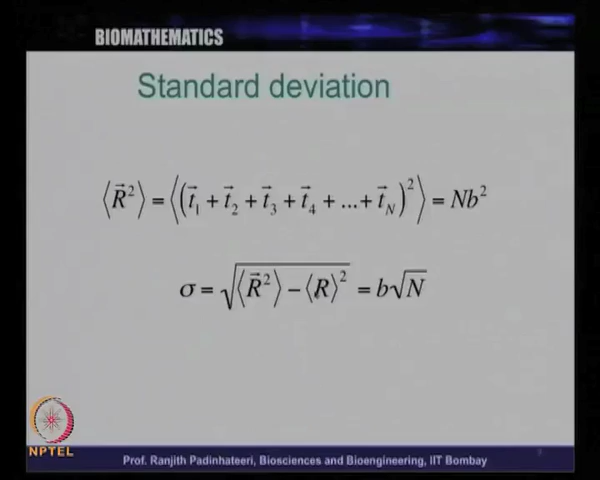 BIOMATHEMATICS
Standard deviation
⟨R⃗²⟩ = ⟨(t⃗₁ + t⃗₂ + t⃗₃ + t⃗₄ + ... + t⃗_N)²⟩ = Nb²
σ = √(⟨R⃗²⟩ − ⟨R⟩²) = b√N
NPTEL
Prof. Ranjith Padinhateeri, Biosciences and Bioengineering, IIT Bombay